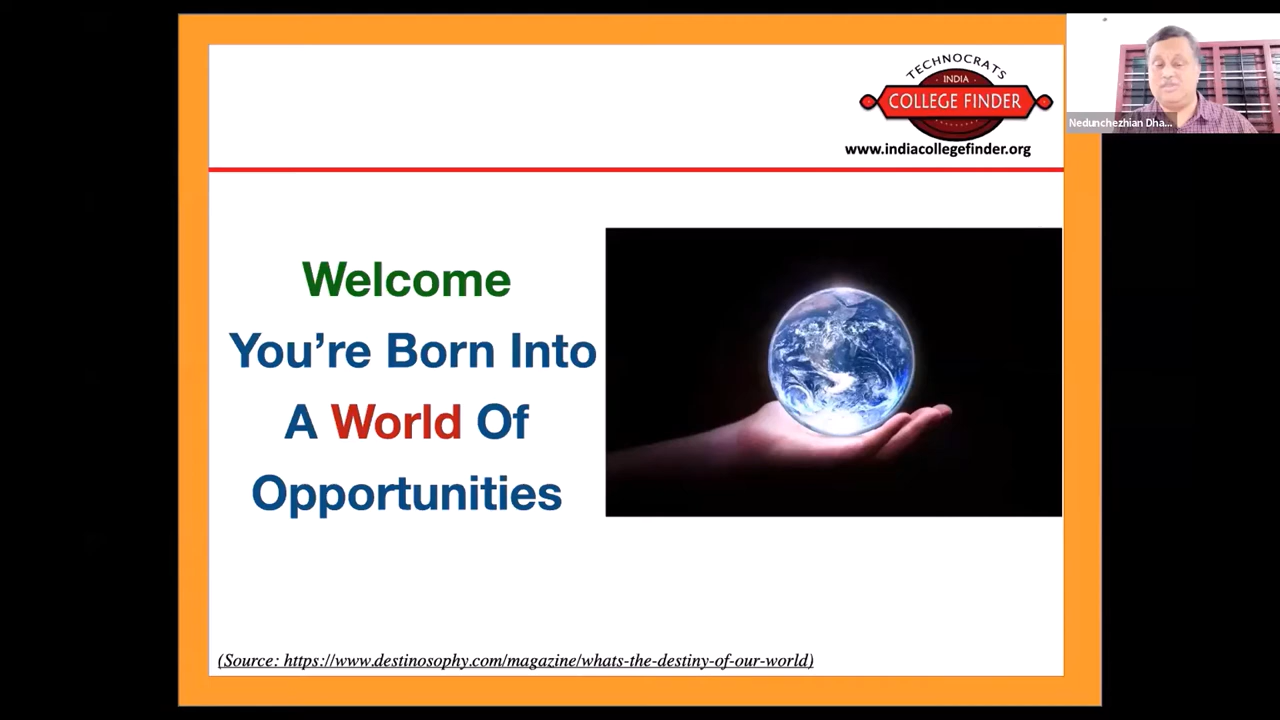 TECHNOCRATS
INDIA
COLLEGE FINDER
www.indiacollegefinder.org
Nedunchezhian Dha...
Welcome
You're Born Into
A World Of
Opportunities
(Source: https://www.destinosophy.com/magazine/whats-the-destiny-of-our-world)